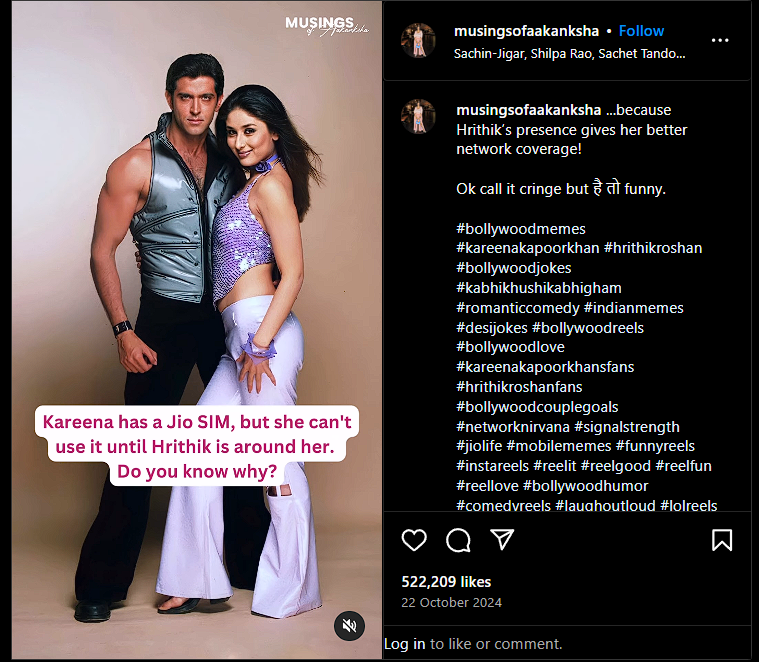 MUSINGS
of Aakanksha
Kareena has a Jio SIM, but she can't
use it until Hrithik is around her.
Do you know why?
musingsofaakanksha • Follow
Sachin-Jigar, Shilpa Rao, Sachet Tando...
musingsofaakanksha ...because
Hrithik’s presence gives her better
network coverage!
Ok call it cringe but है तो funny.
#bollywoodmemes
#kareenakapoorkhan #hrithikroshan
#bollywoodjokes
#kabhikhushikabhigham
#romanticcomedy #indianmemes
#desijokes #bollywoodreels
#bollywoodlove
#kareenakapoorkhansfans
#hrithikroshanfans
#bollywoodcouplegoals
#networknirvana #signalstrength
#jiolife #mobilememes #funnyreels
#instareels #reelit #reelgood #reelfun
#reellove #bollywoodhumor
#comedyreels #laughoutloud #lolreels
522,209 likes
22 October 2024
Log in to like or comment.